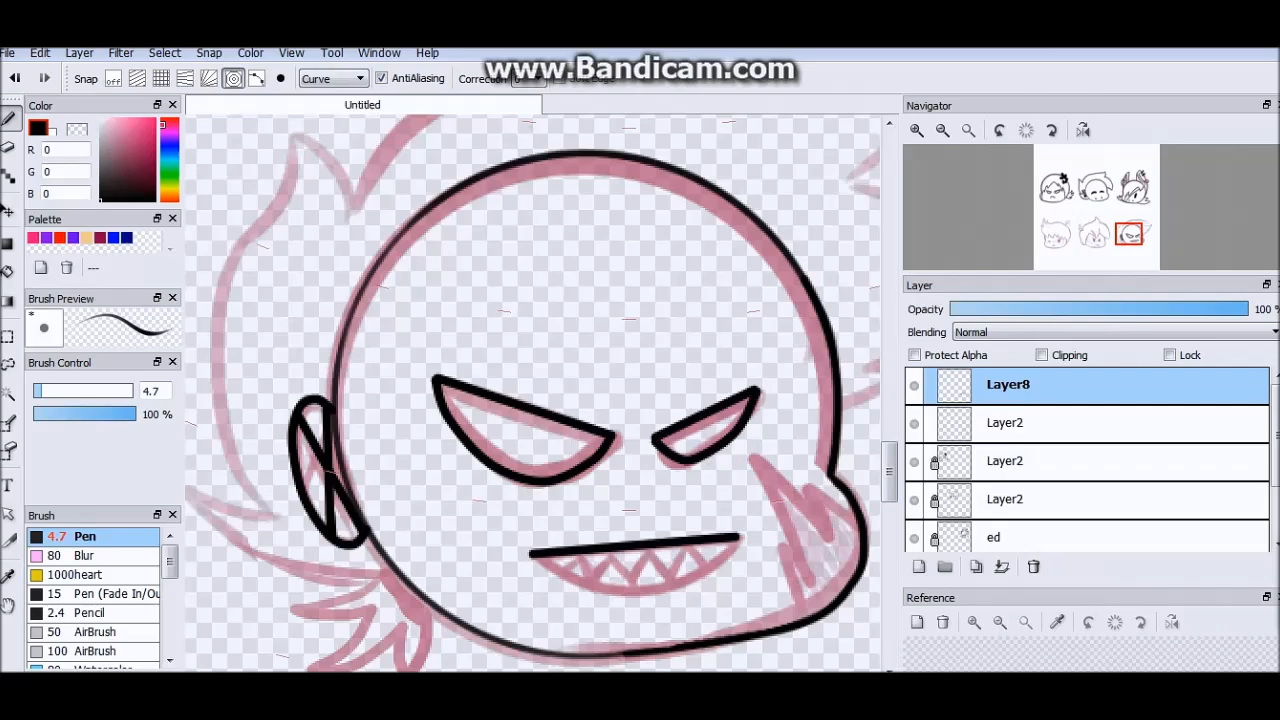 www.Bandicam.com
File Edit Layer Filter Select Snap Color View Tool Window Help
Snap OFF Curve AntiAliasing Correction
Color
Untitled
Navigator
R 0
G 0
B 0
Palette
---
Brush Preview
Brush Control
4.7
100 %
Layer
Opacity 100 %
Blending Normal
Protect Alpha Clipping Lock
Layer8
Layer2
Layer2
Layer2
ed
Brush
4.7 Pen
80 Blur
1000 heart
15 Pen (Fade In/Ou
2.4 Pencil
50 AirBrush
100 AirBrush
Reference